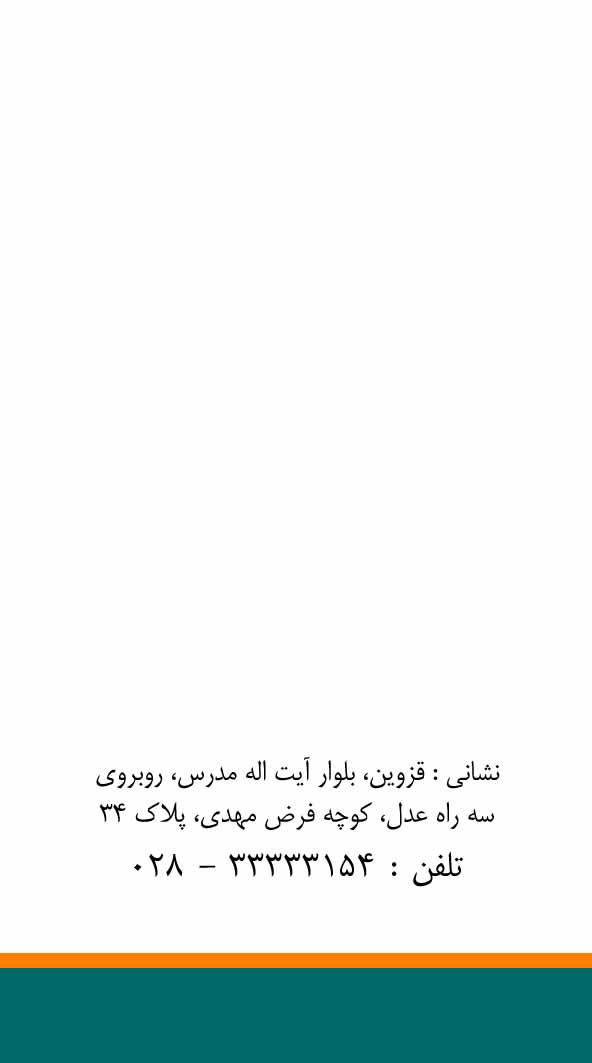 نشانی : قزوین، بلوار آیت اله مدرس، روبروی
سه راه عدل، کوچه فرض مهدی، پلاک ۳۴
تلفن : ۳۳۳۳۳۱۵۴ – ۰۲۸